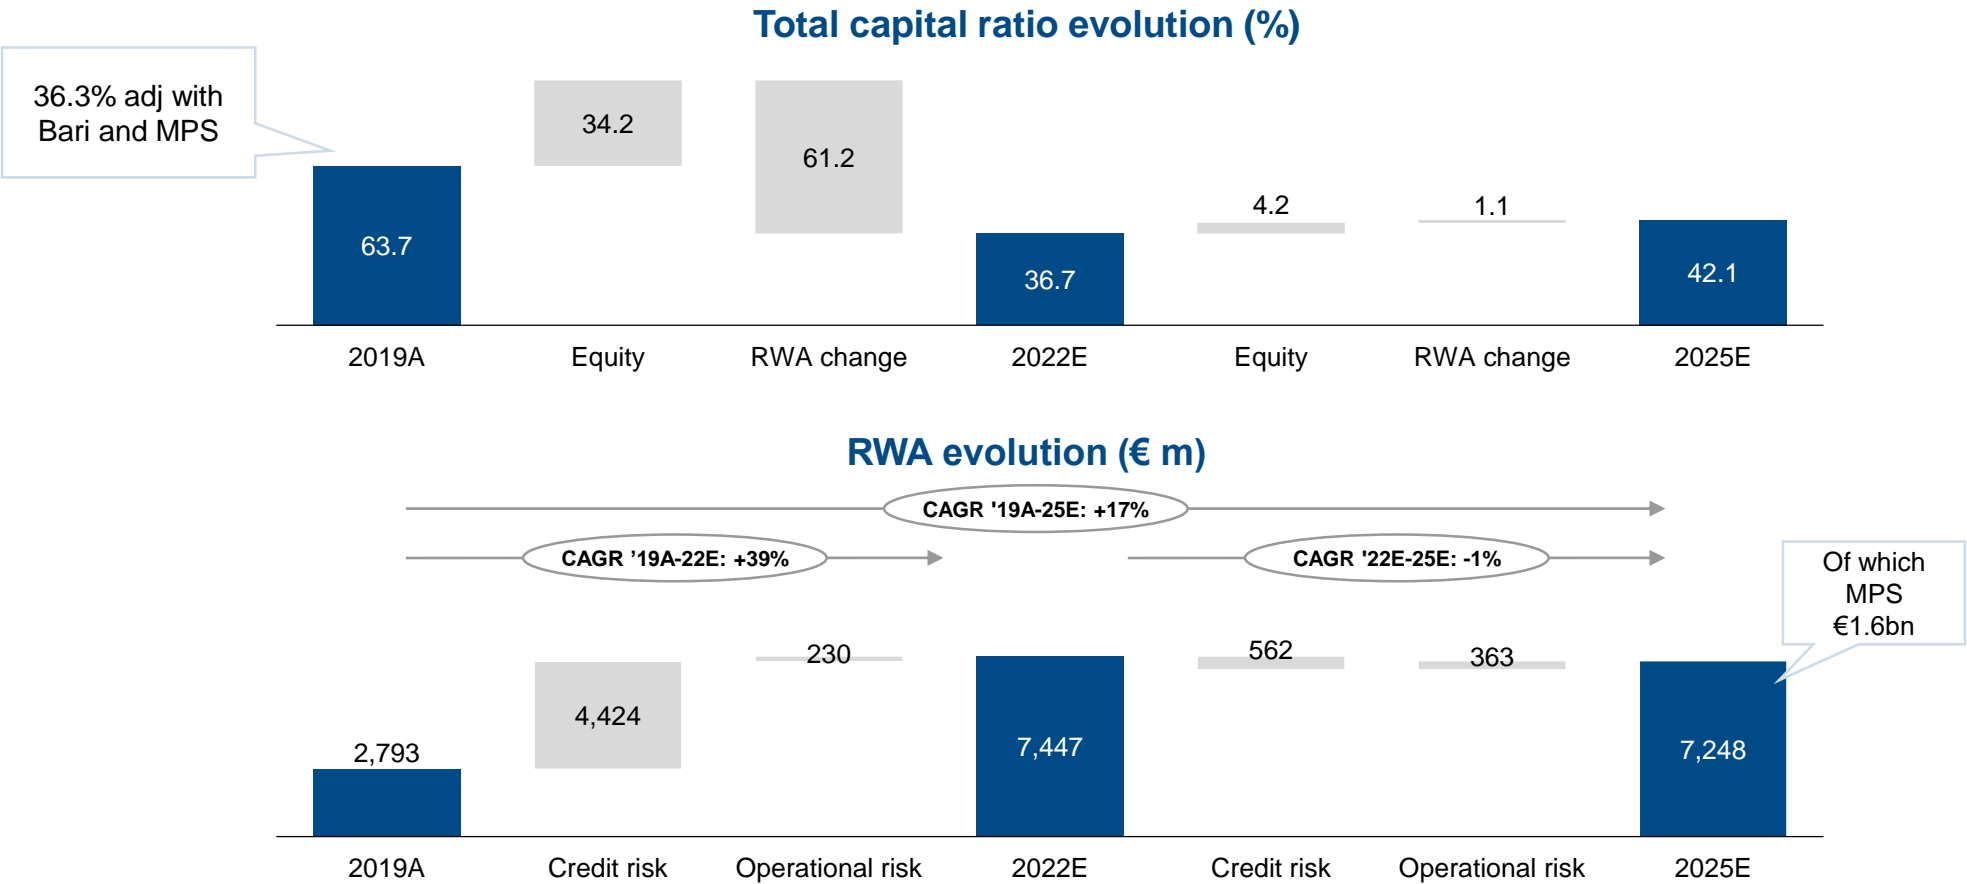 Total capital ratio evolution (%)
36.3% adj with
Bari and MPS
34.2
61.2
63.7
36.7
4.2
1.1
42.1
2019A
Equity
RWA change
2022E
Equity
RWA change
2025E
RWA evolution (€ m)
CAGR '19A-25E: +17%
CAGR ’19A-22E: +39%
CAGR '22E-25E: -1%
Of which
MPS
€1.6bn
2,793
4,424
230
7,447
562
363
7,248
2019A
Credit risk
Operational risk
2022E
Credit risk
Operational risk
2025E